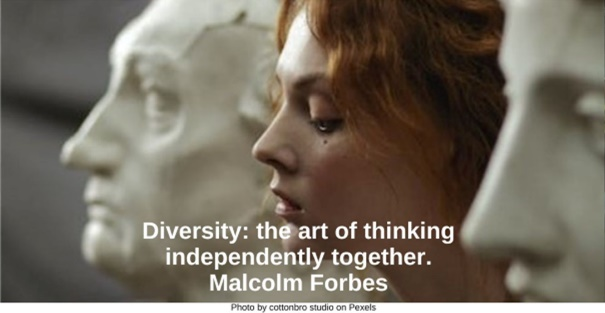 Diversity: the art of thinking
independently together.
Malcolm Forbes
Photo by cottonbro studio on Pexels